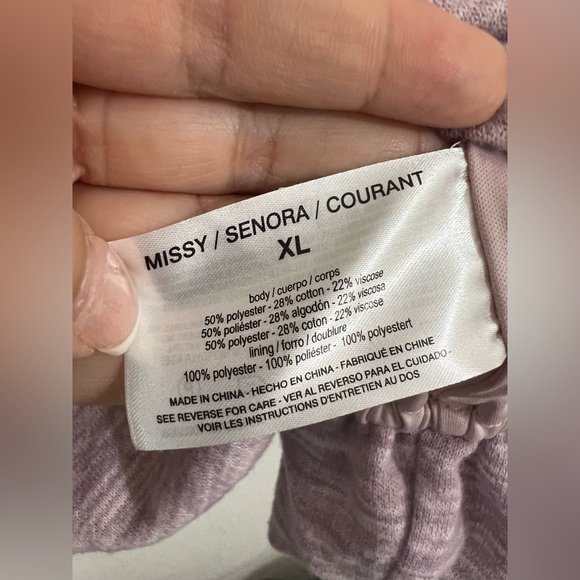 MISSY / SENORA / COURANT
XL
body / cuerpo / corps
50% polyester - 28% cotton - 22% viscose
50% poliéster - 28% algodón - 22% viscosa
50% polyester - 28% coton - 22% viscose
lining / forro / doublure
100% polyester - 100% poliéster - 100% polyestert
MADE IN CHINA - HECHO EN CHINA - FABRIQUÉ EN CHINE
SEE REVERSE FOR CARE - VER AL REVERSO PARA EL CUIDADO -
VOIR LES INSTRUCTIONS D'ENTRETIEN AU DOS